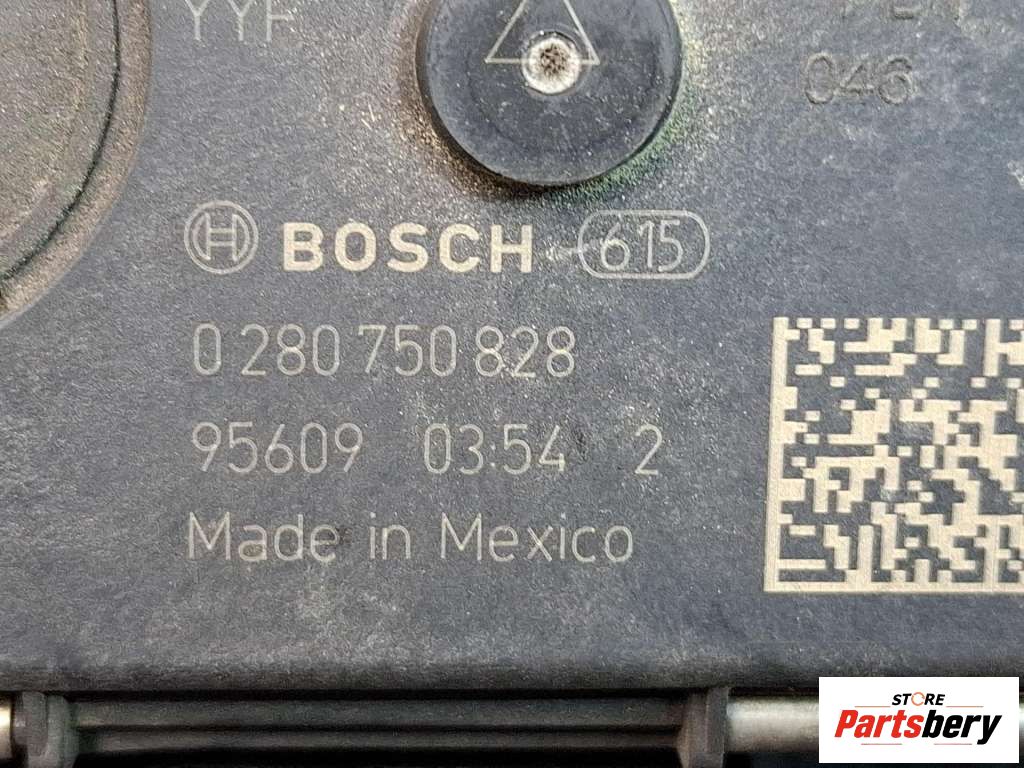 YYF
046
BOSCH 615
0 280 750 828
95609 03:54 2
Made in Mexico
STORE
Partsbery